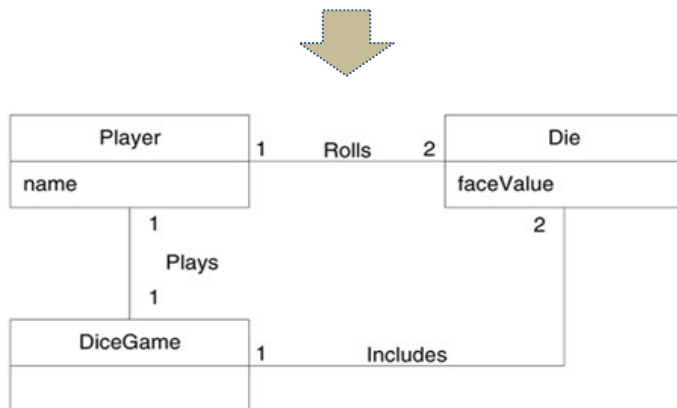 Player
1 Rolls 2
Die
name
faceValue
1
Plays
1
2
DiceGame
1 Includes